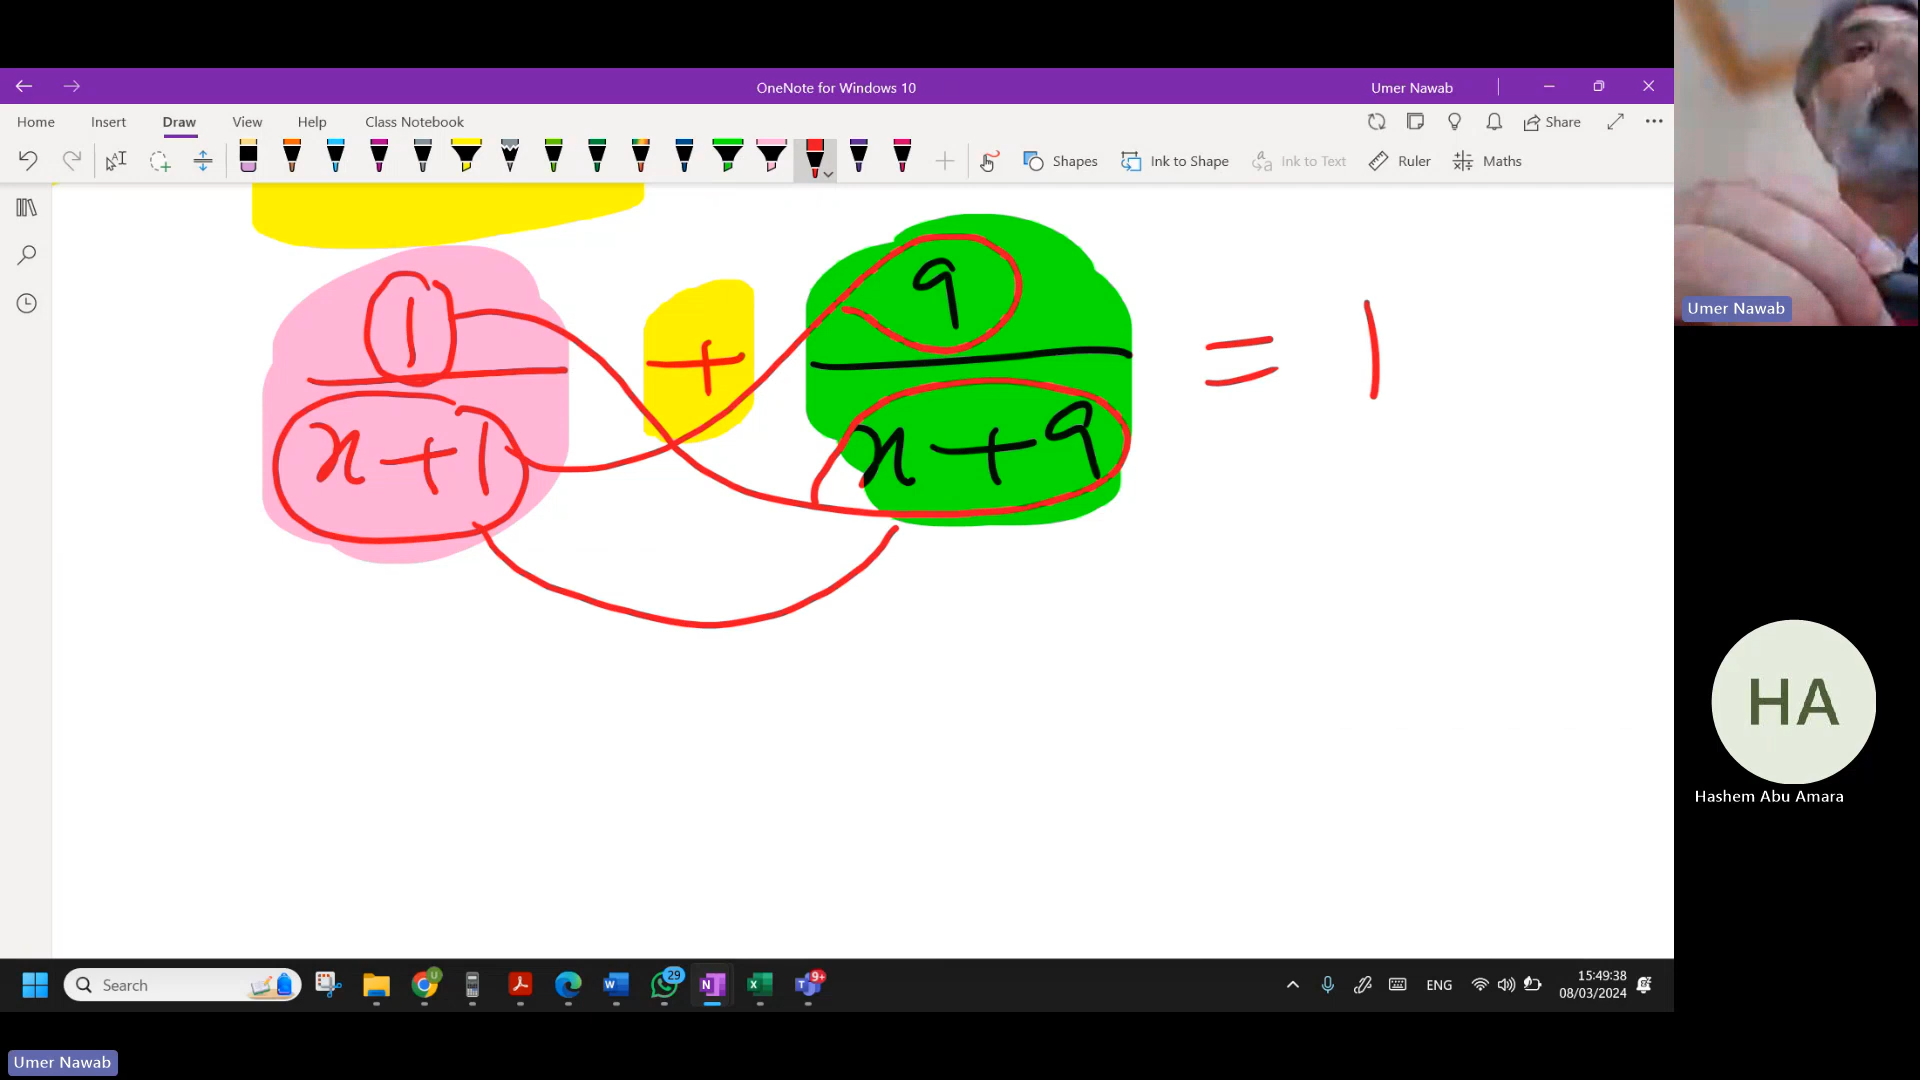 OneNote for Windows 10
Umer Nawab
Home Insert Draw View Help Class Notebook
Share
Shapes Ink to Shape Ink to Text Ruler Maths
1 + 9 = 1
x+1 x+9
Umer Nawab
HA
Hashem Abu Amara
Search
U
29
9+
ENG
15:49:38
08/03/2024
Umer Nawab